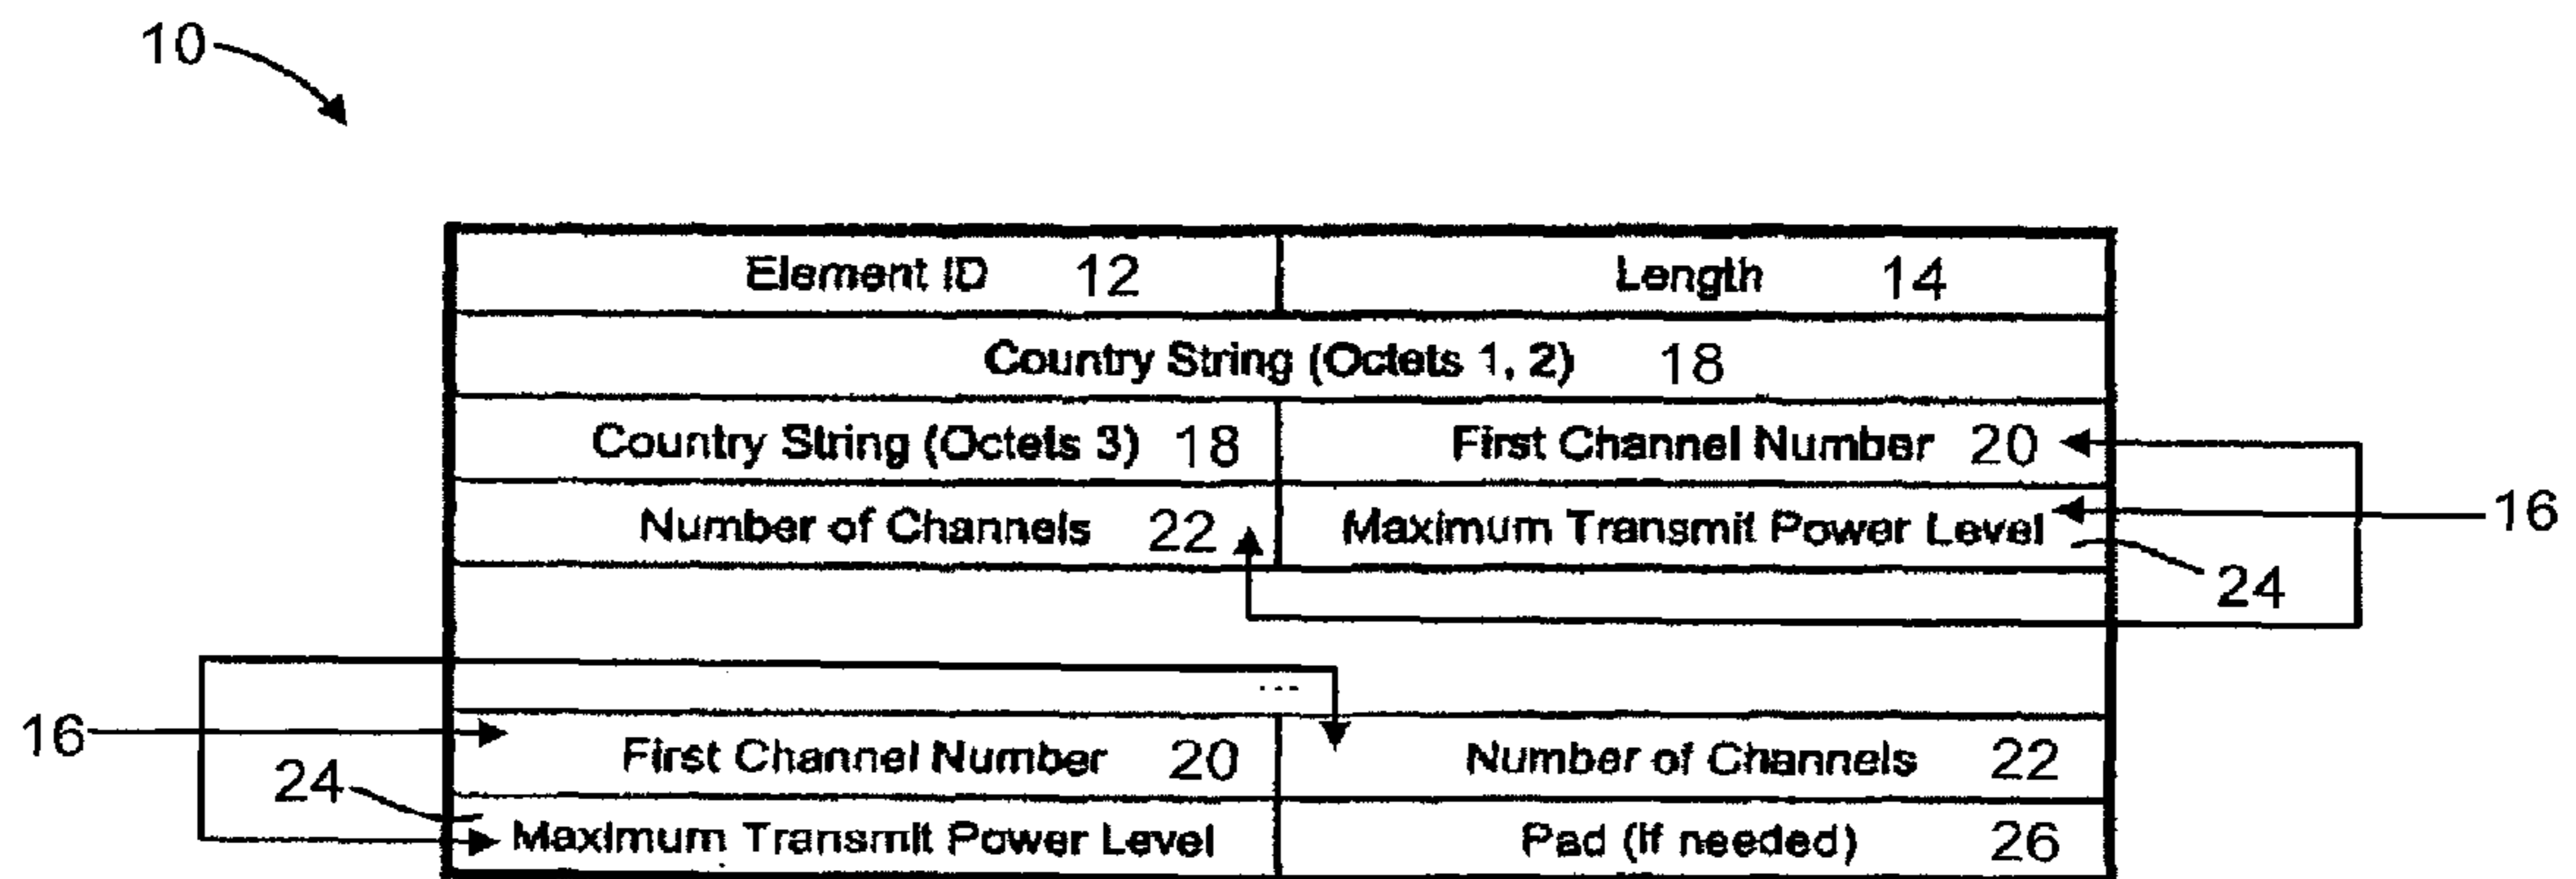 10
Element ID 12 Length 14
Country String (Octets 1, 2) 18
Country String (Octets 3) 18 First Channel Number 20
Number of Channels 22 Maximum Transmit Power Level 16
24
...
16 First Channel Number 20 Number of Channels 22
24 Maximum Transmit Power Level Pad (if needed) 26